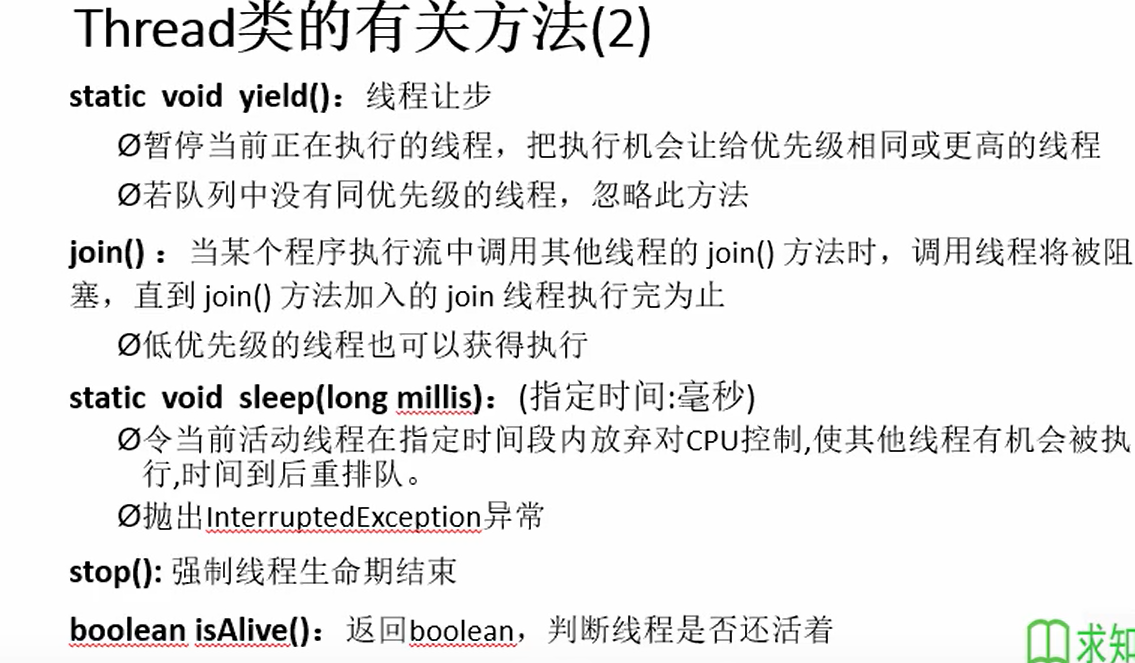 Thread类的有关方法(2)
static void yield()：线程让步
Ø暂停当前正在执行的线程，把执行机会让给优先级相同或更高的线程
Ø若队列中没有同优先级的线程，忽略此方法
join() ：当某个程序执行流中调用其他线程的 join() 方法时，调用线程将被阻
塞，直到 join() 方法加入的 join 线程执行完为止
Ø低优先级的线程也可以获得执行
static void sleep(long millis)：(指定时间:毫秒)
Ø令当前活动线程在指定时间段内放弃对CPU控制,使其他线程有机会被执
行,时间到后重排队。
Ø抛出InterruptedException异常
stop(): 强制线程生命期结束
boolean isAlive()：返回boolean，判断线程是否还活着
求知